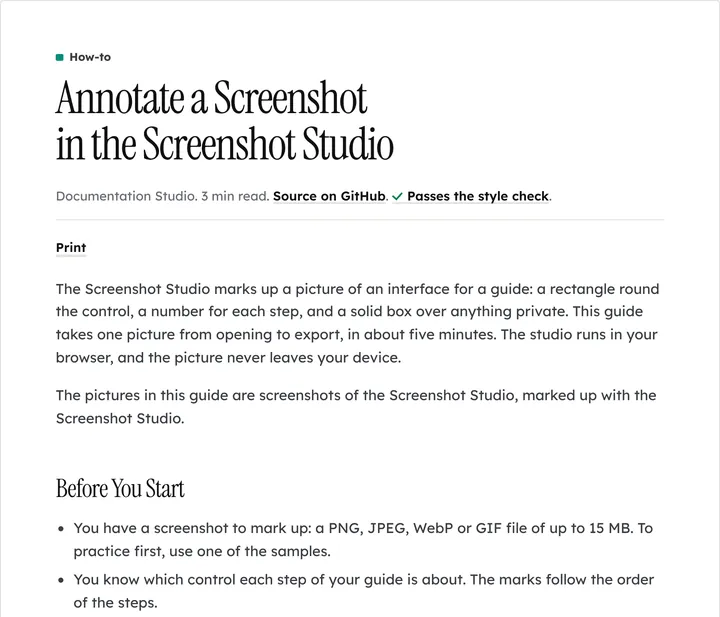 How-to
Annotate a Screenshot
in the Screenshot Studio
Documentation Studio. 3 min read. Source on GitHub. ✓ Passes the style check.
Print
The Screenshot Studio marks up a picture of an interface for a guide: a rectangle round
the control, a number for each step, and a solid box over anything private. This guide
takes one picture from opening to export, in about five minutes. The studio runs in your
browser, and the picture never leaves your device.
The pictures in this guide are screenshots of the Screenshot Studio, marked up with the
Screenshot Studio.
Before You Start
• You have a screenshot to mark up: a PNG, JPEG, WebP or GIF file of up to 15 MB. To
practice first, use one of the samples.
• You know which control each step of your guide is about. The marks follow the order
of the steps.